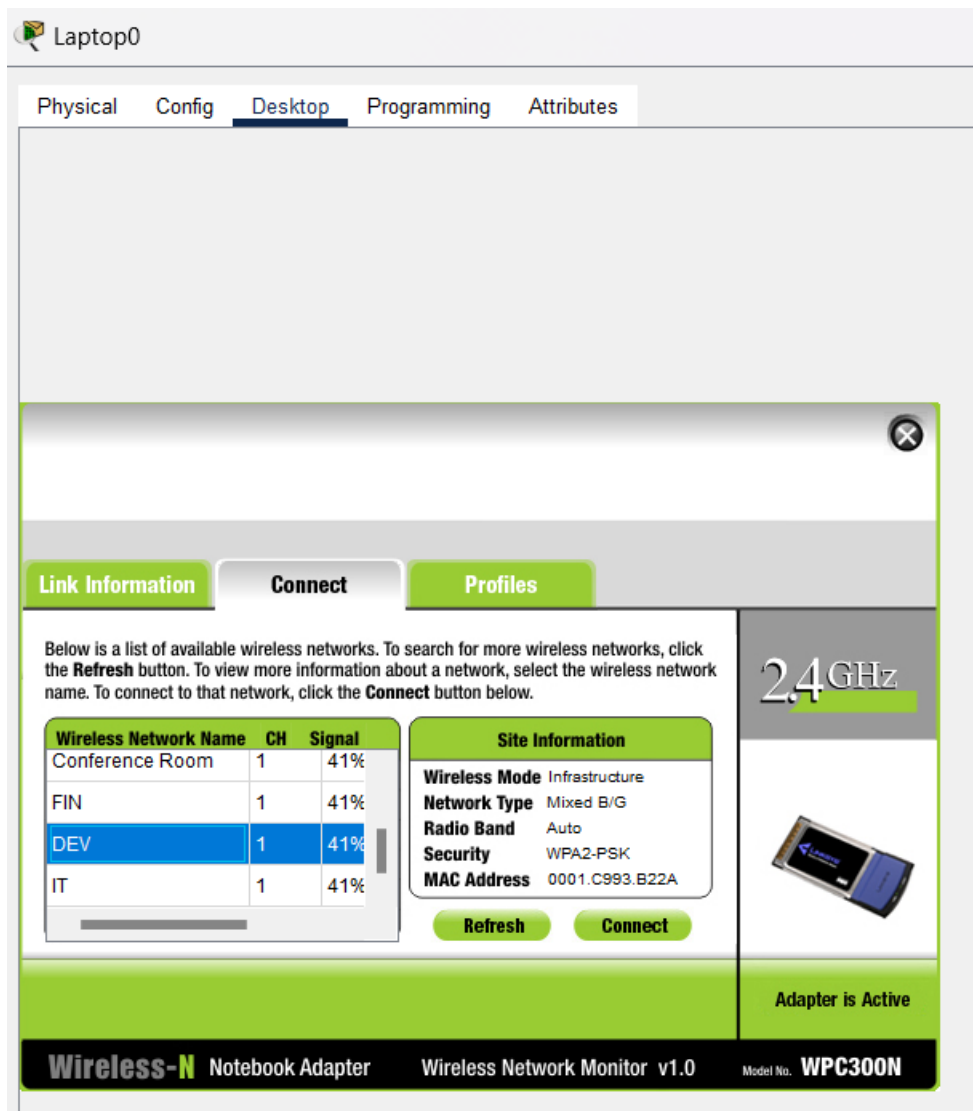 Laptop0
Physical Config Desktop Programming Attributes
Link Information Connect Profiles
Below is a list of available wireless networks. To search for more wireless networks, click
the Refresh button. To view more information about a network, select the wireless network
name. To connect to that network, click the Connect button below.
2.4GHz
Wireless Network Name CH Signal
Conference Room 1 41%
FIN 1 41%
DEV 1 41%
IT 1 41%
Site Information
Wireless Mode Infrastructure
Network Type Mixed B/G
Radio Band Auto
Security WPA2-PSK
MAC Address 0001.C993.B22A
Refresh Connect
LINKSYS
Adapter is Active
Wireless-N Notebook Adapter Wireless Network Monitor v1.0 Model No. WPC300N